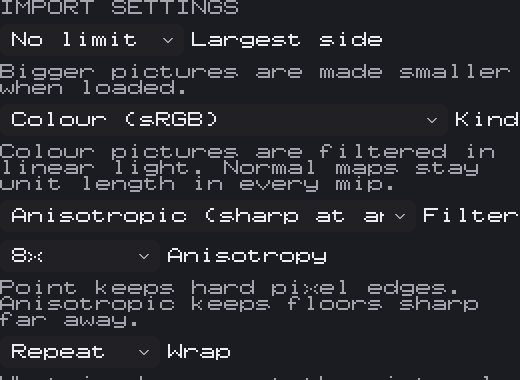 IMPORT SETTINGS
No limit Largest side
Bigger pictures are made smaller
when loaded.
Colour (sRGB) Kind
Colour pictures are filtered in
linear light. Normal maps stay
unit length in every mip.
Anisotropic (sharp at ar Filter
8x Anisotropy
Point keeps hard pixel edges.
Anisotropic keeps floors sharp
far away.
Repeat Wrap